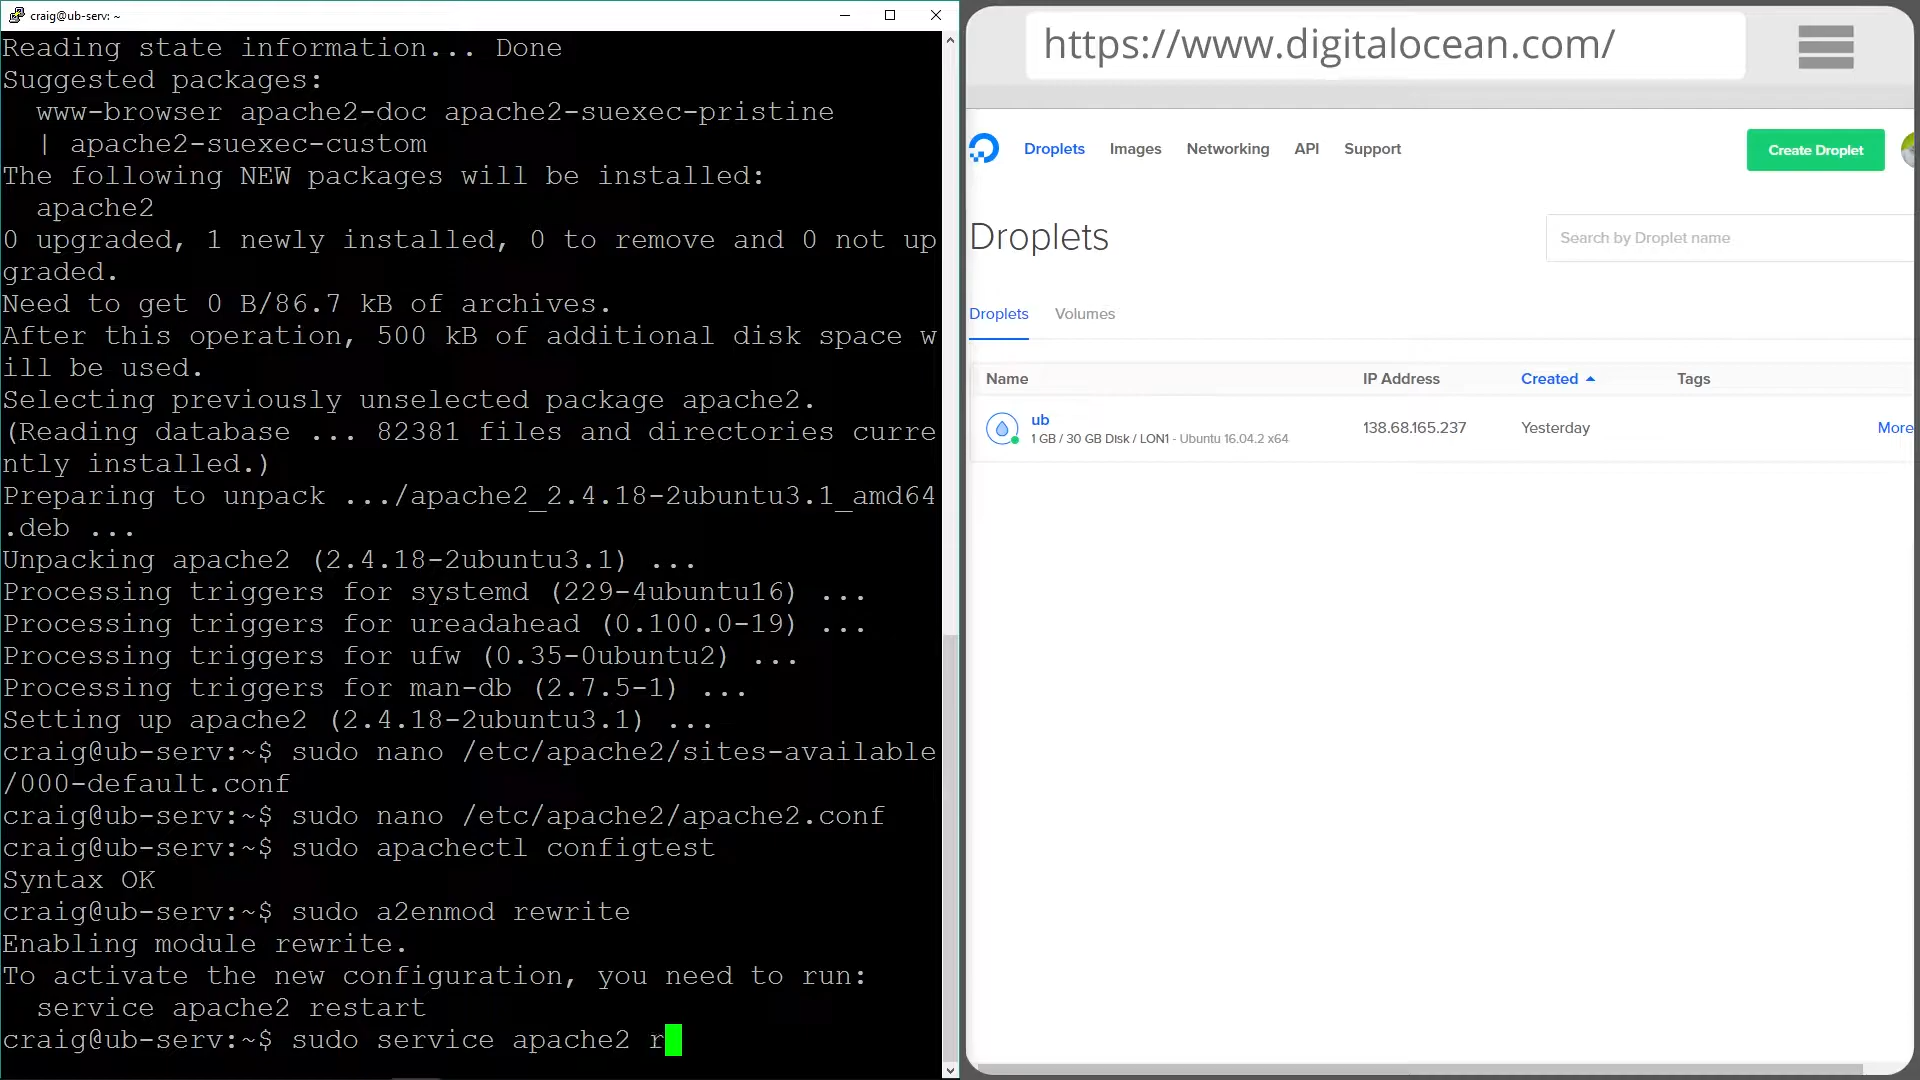 craig@ub-serv: ~
Reading state information... Done
Suggested packages:
  www-browser apache2-doc apache2-suexec-pristine
  | apache2-suexec-custom
The following NEW packages will be installed:
  apache2
0 upgraded, 1 newly installed, 0 to remove and 0 not up
graded.
Need to get 0 B/86.7 kB of archives.
After this operation, 500 kB of additional disk space w
ill be used.
Selecting previously unselected package apache2.
(Reading database ... 82381 files and directories curre
ntly installed.)
Preparing to unpack .../apache2_2.4.18-2ubuntu3.1_amd64
.deb ...
Unpacking apache2 (2.4.18-2ubuntu3.1) ...
Processing triggers for systemd (229-4ubuntu16) ...
Processing triggers for ureadahead (0.100.0-19) ...
Processing triggers for ufw (0.35-0ubuntu2) ...
Processing triggers for man-db (2.7.5-1) ...
Setting up apache2 (2.4.18-2ubuntu3.1) ...
craig@ub-serv:~$ sudo nano /etc/apache2/sites-available
/000-default.conf
craig@ub-serv:~$ sudo nano /etc/apache2/apache2.conf
craig@ub-serv:~$ sudo apachectl configtest
Syntax OK
craig@ub-serv:~$ sudo a2enmod rewrite
Enabling module rewrite.
To activate the new configuration, you need to run:
  service apache2 restart
craig@ub-serv:~$ sudo service apache2 r
https://www.digitalocean.com/
Droplets Images Networking API Support Create Droplet
Droplets Search by Droplet name
Droplets Volumes
Name IP Address Created Tags
ub 138.68.165.237 Yesterday More
1 GB / 30 GB Disk / LON1 - Ubuntu 16.04.2 x64